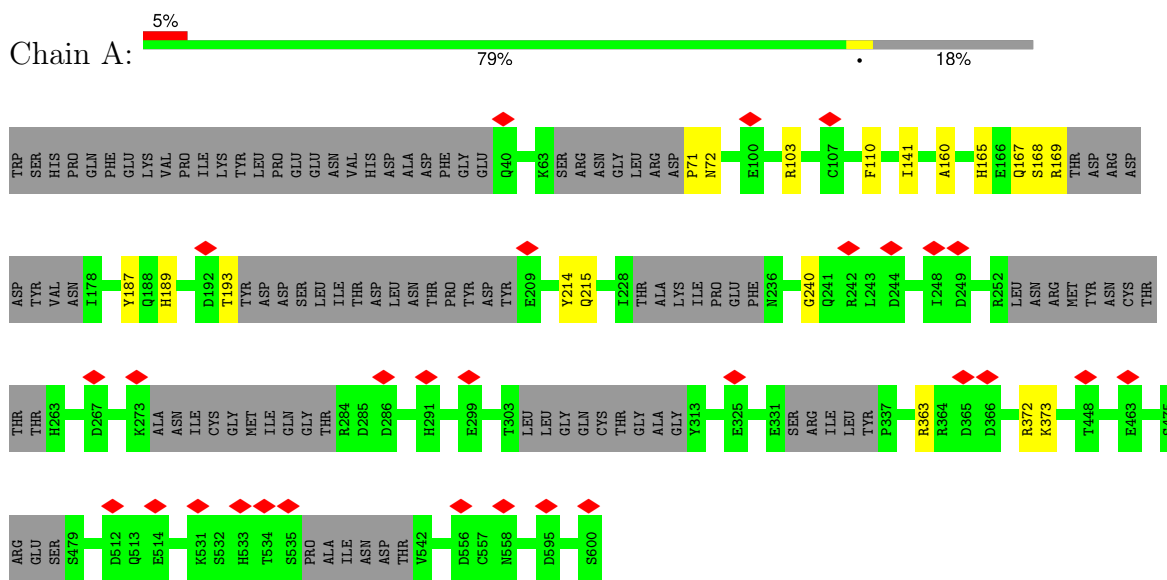 5%
Chain A:
79% • 18%
TRP SER HIS PRO GLN PHE GLU LYS VAL PRO ILE LYS TYR LEU PRO GLU GLU ASN VAL HIS ASP ALA ASP PHE GLY GLU Q40 K63 SER ARG ASN GLY LEU ARG ASP P71 N72 E100 R103 C107 F110 I141 A160 H165 E166 Q167 S168 R169 THR ASP ARG ASP
ASP TYR VAL ASN I178 Y187 Q188 H189 D192 T193 TYR ASP ASP SER LEU ILE THR ASP LEU ASN THR PRO TYR ASP TYR E209 Y214 Q215 I228 THR ALA LYS ILE PRO GLU PHE N236 G240 Q241 R242 L243 D244 I248 D249 R252 LEU ASN ARG MET TYR ASN CYS THR
THR THR H263 D267 K273 ALA ASN ILE CYS GLY MET ILE GLN GLY THR R284 D285 D286 H291 E299 T303 LEU LEU GLY GLN CYS THR GLY ALA GLY Y313 E325 E331 SER ARG ILE LEU TYR P337 R363 R364 D365 D366 R372 K373 T448 E463 S475
ARG GLU SER S479 D512 Q513 E514 K531 S532 H533 T534 S535 PRO ALA ILE ASN ASP THR V542 D556 C557 N558 D595 S600